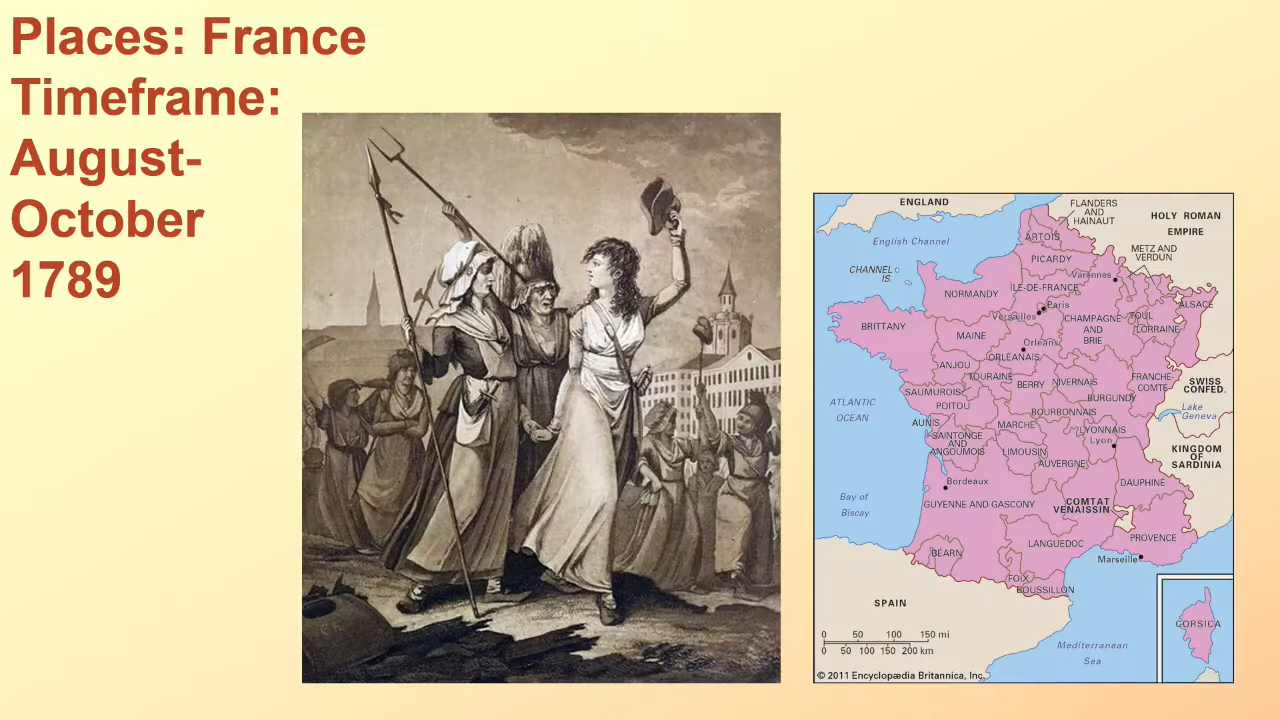 Places: France
Timeframe:
August-
October
1789
ENGLAND
FLANDERS
AND
HAINAUT
HOLY ROMAN
EMPIRE
English Channel
ARTOIS
METZ AND
VERDUN
PICARDY
CHANNEL
IS.
Varennes
ÎLE-DE-FRANCE
NORMANDY
Paris
ALSACE
Versailles
CHAMPAGNE
AND
BRIE
TOUL
LORRAINE
BRITTANY
MAINE
Orléans
ORLÉANAIS
ANJOU
TOURAINE
BERRY
NIVERNAIS
FRANCHE-
COMTÉ
SWISS
CONFED.
SAUMUROIS
BURGUNDY
ATLANTIC
OCEAN
POITOU
BOURBONNAIS
Lake
Geneva
AUNIS
MARCHE
LYONNAIS
SAINTONGE
AND
ANGOUMOIS
Lyon
LIMOUSIN
KINGDOM
OF
SARDINIA
AUVERGNE
Bordeaux
DAUPHINÉ
Bay of
Biscay
GUYENNE AND GASCONY
COMTAT
VENAISSIN
LANGUEDOC
PROVENCE
BÉARN
Marseille
FOIX
ROUSSILLON
SPAIN
CORSICA
0 50 100 150 mi
0 50 100 150 200 km
Mediterranean
Sea
© 2011 Encyclopædia Britannica, Inc.